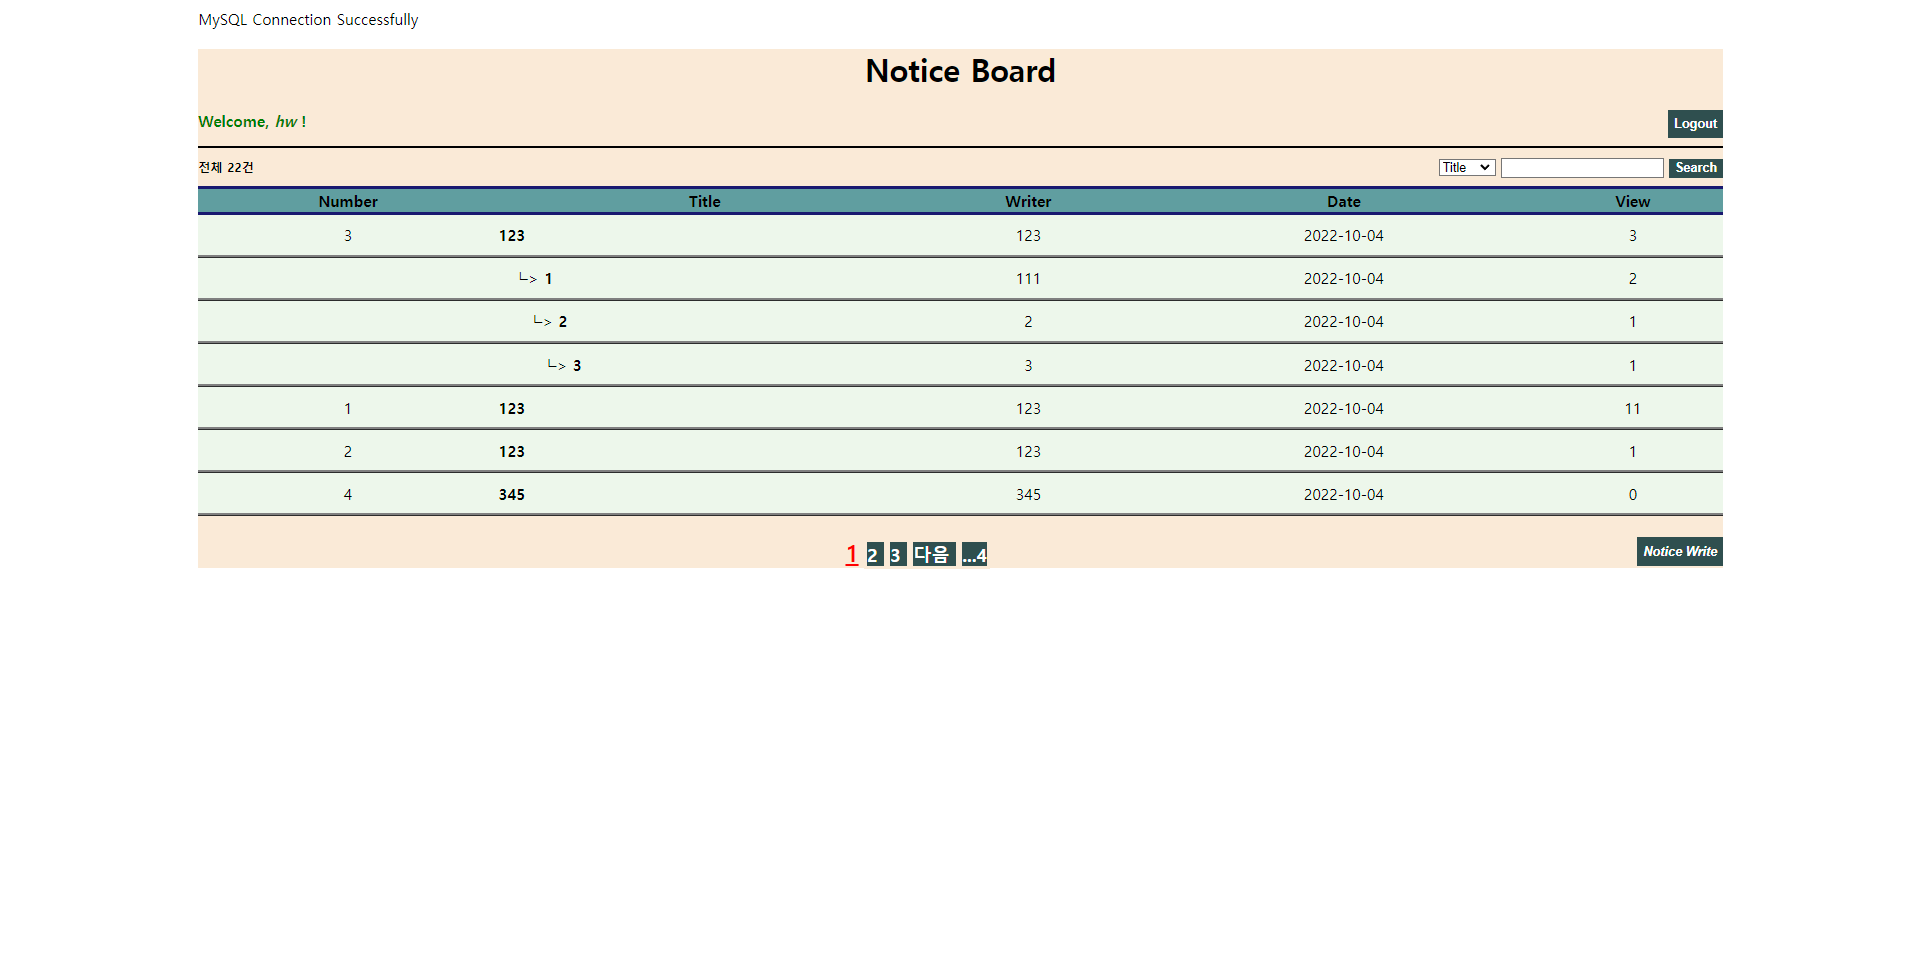 MySQL Connection Successfully
Notice Board
Welcome, hw !
Logout
전체 22건
Title Search
Number Title Writer Date View
3 123 123 2022-10-04 3
ㄴ> 1 111 2022-10-04 2
ㄴ> 2 2 2022-10-04 1
ㄴ> 3 3 2022-10-04 1
1 123 123 2022-10-04 11
2 123 123 2022-10-04 1
4 345 345 2022-10-04 0
1 2 3 다음 ...4
Notice Write